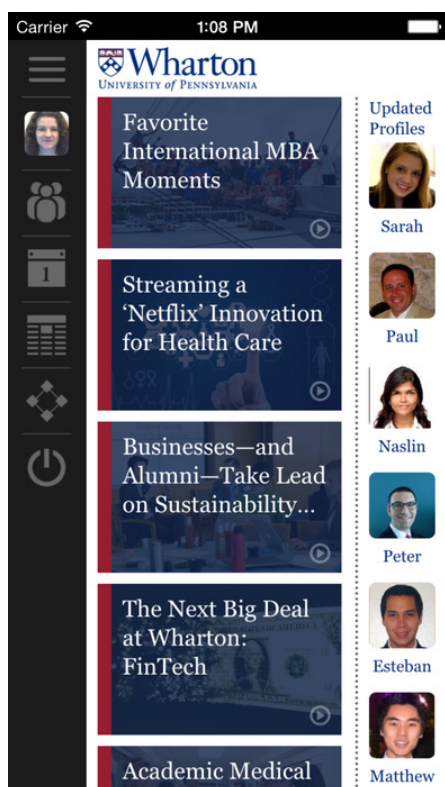 Carrier 1:08 PM
Wharton
UNIVERSITY of PENNSYLVANIA
1
Favorite
International MBA
Moments
Streaming a
‘Netflix’ Innovation
for Health Care
Businesses—and
Alumni—Take Lead
on Sustainability...
The Next Big Deal
at Wharton:
FinTech
Academic Medical
Updated
Profiles
Sarah
Paul
Naslin
Peter
Esteban
Matthew